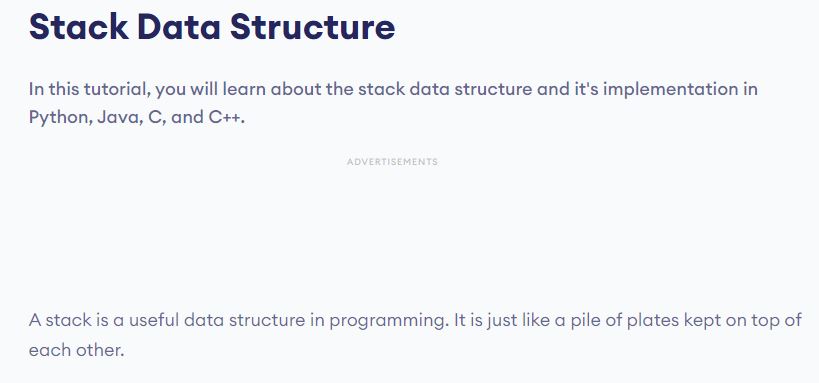 Stack Data Structure
In this tutorial, you will learn about the stack data structure and it's implementation in
Python, Java, C, and C++.
ADVERTISEMENTS
A stack is a useful data structure in programming. It is just like a pile of plates kept on top of
each other.